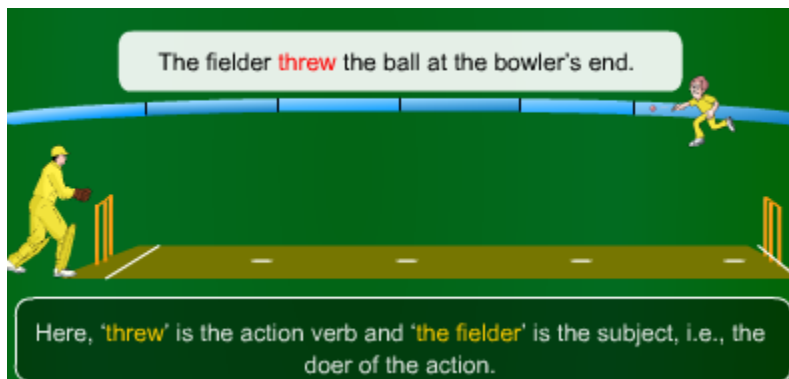 The fielder threw the ball at the bowler's end.
Here, ‘threw’ is the action verb and ‘the fielder’ is the subject, i.e., the
doer of the action.